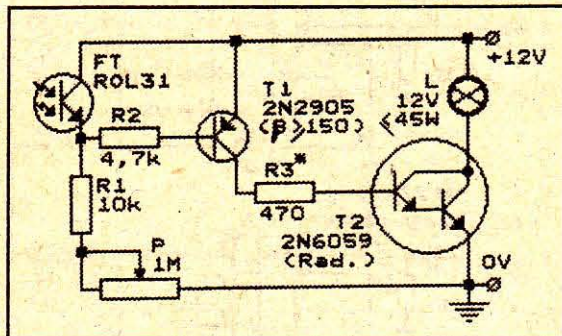 FT
ROL31
R2
4,7k
R1
10k
P
1M
T1
2N2905
(β>150)
R3*
470
T2
2N6059
(Rad.)
L
12V
<45W
+12V
0V